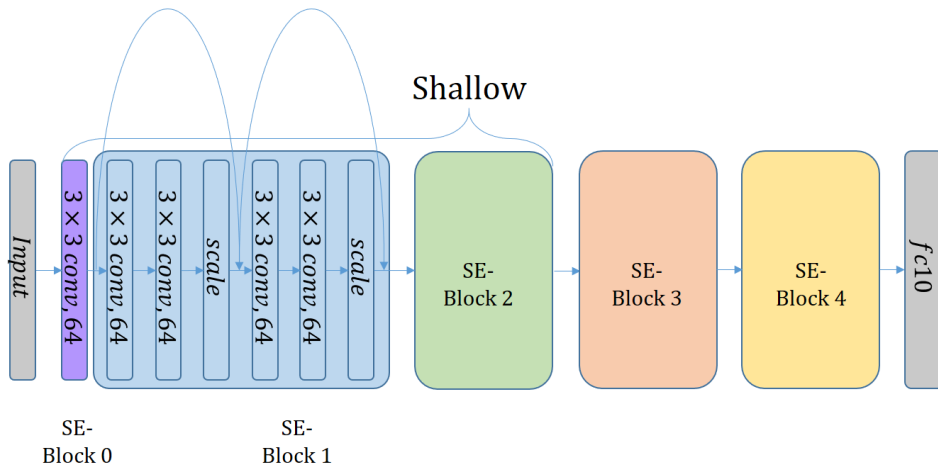 Shallow
Input
3 × 3 conv, 64
3 × 3 conv, 64
3 × 3 conv, 64
scale
3 × 3 conv, 64
3 × 3 conv, 64
scale
SE-
Block 2
SE-
Block 3
SE-
Block 4
fc10
SE-
Block 0
SE-
Block 1